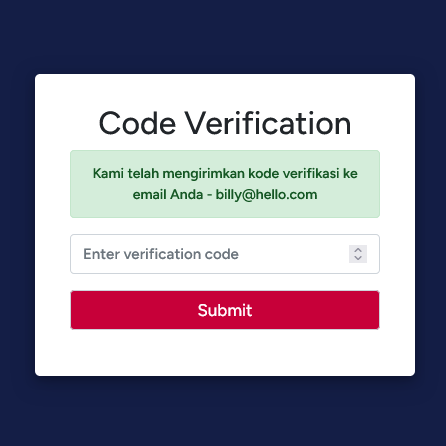 Code Verification
Kami telah mengirimkan kode verifikasi ke
email Anda - billy@hello.com
Enter verification code
Submit